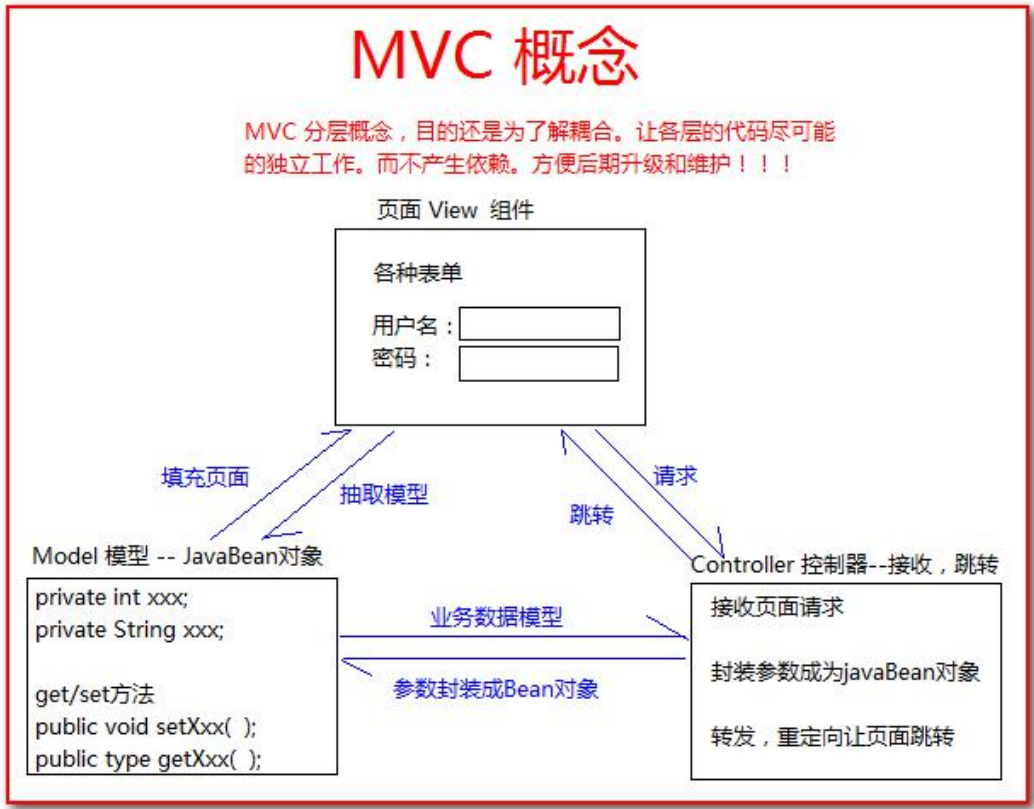 MVC 概念
MVC 分层概念，目的还是为了解耦合。让各层的代码尽可能
的独立工作。而不产生依赖。方便后期升级和维护！！！
页面 View 组件
各种表单
用户名：
密码：
填充页面
抽取模型
请求
跳转
Model 模型 -- JavaBean对象
private int xxx;
private String xxx;
get/set方法
public void setXxx( );
public type getXxx( );
业务数据模型
参数封装成Bean对象
Controller 控制器--接收，跳转
接收页面请求
封装参数成为javaBean对象
转发，重定向让页面跳转